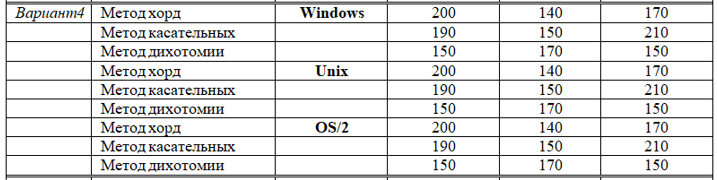 Вариант4 Метод хорд Windows 200 140 170
Метод касательных 190 150 210
Метод дихотомии 150 170 150
Метод хорд Unix 200 140 170
Метод касательных 190 150 210
Метод дихотомии 150 170 150
Метод хорд OS/2 200 140 170
Метод касательных 190 150 210
Метод дихотомии 150 170 150